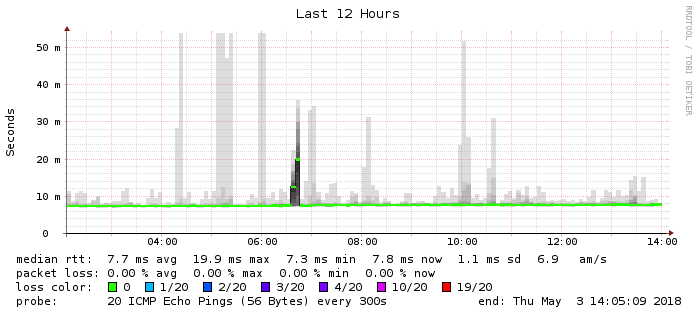 Last 12 Hours
RRDTOOL / TOBI OETIKER
Seconds
50 m
40 m
30 m
20 m
10 m
0
04:00 06:00 08:00 10:00 12:00 14:00
median rtt: 7.7 ms avg 19.9 ms max 7.3 ms min 7.8 ms now 1.1 ms sd 6.9 am/s
packet loss: 0.00 % avg 0.00 % max 0.00 % min 0.00 % now
loss color: 0 1/20 2/20 3/20 4/20 10/20 19/20
probe: 20 ICMP Echo Pings (56 Bytes) every 300s end: Thu May 3 14:05:09 2018